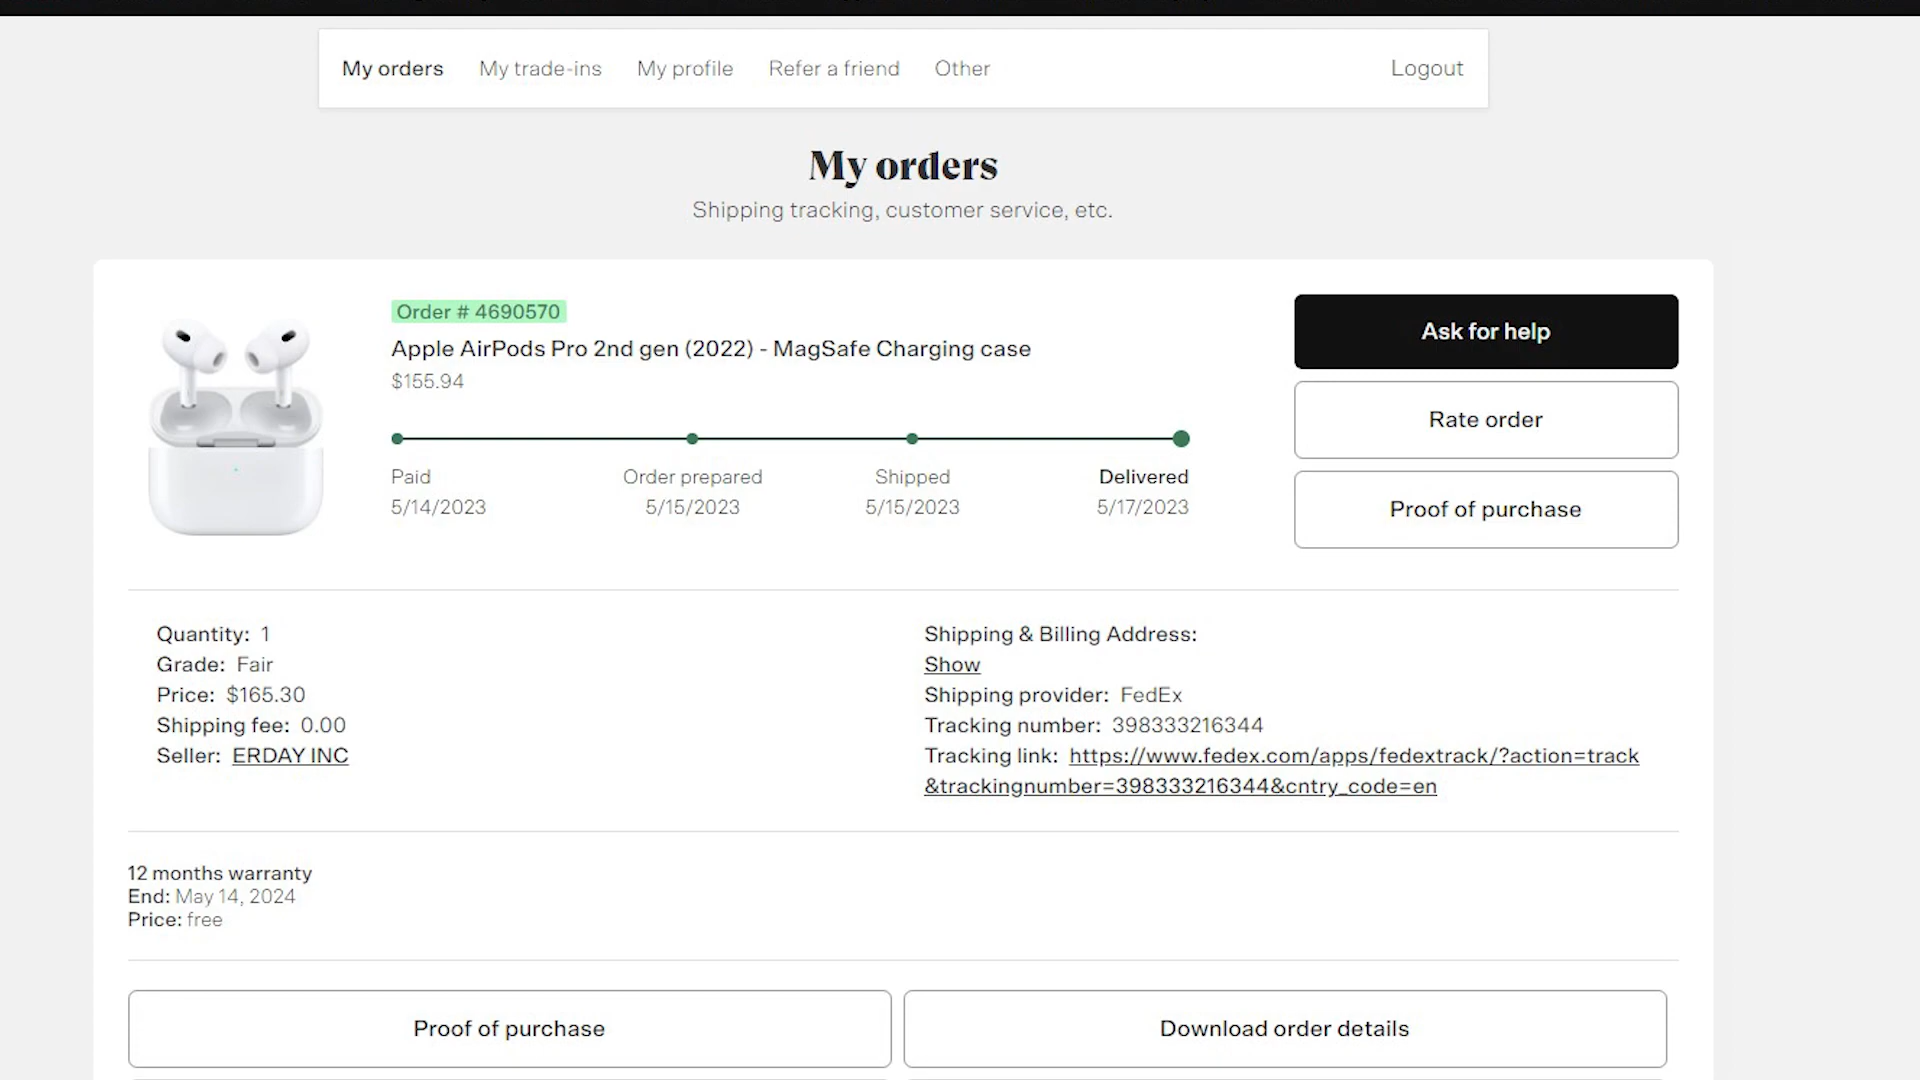 My orders My trade-ins My profile Refer a friend Other Logout
My orders
Shipping tracking, customer service, etc.
Order # 4690570
Apple AirPods Pro 2nd gen (2022) - MagSafe Charging case
$155.94
Paid
5/14/2023
Order prepared
5/15/2023
Shipped
5/15/2023
Delivered
5/17/2023
Ask for help
Rate order
Proof of purchase
Quantity: 1
Grade: Fair
Price: $165.30
Shipping fee: 0.00
Seller: ERDAY INC
Shipping & Billing Address:
Show
Shipping provider: FedEx
Tracking number: 398333216344
Tracking link: https://www.fedex.com/apps/fedextrack/?action=track
&trackingnumber=398333216344&cntry_code=en
12 months warranty
End: May 14, 2024
Price: free
Proof of purchase
Download order details